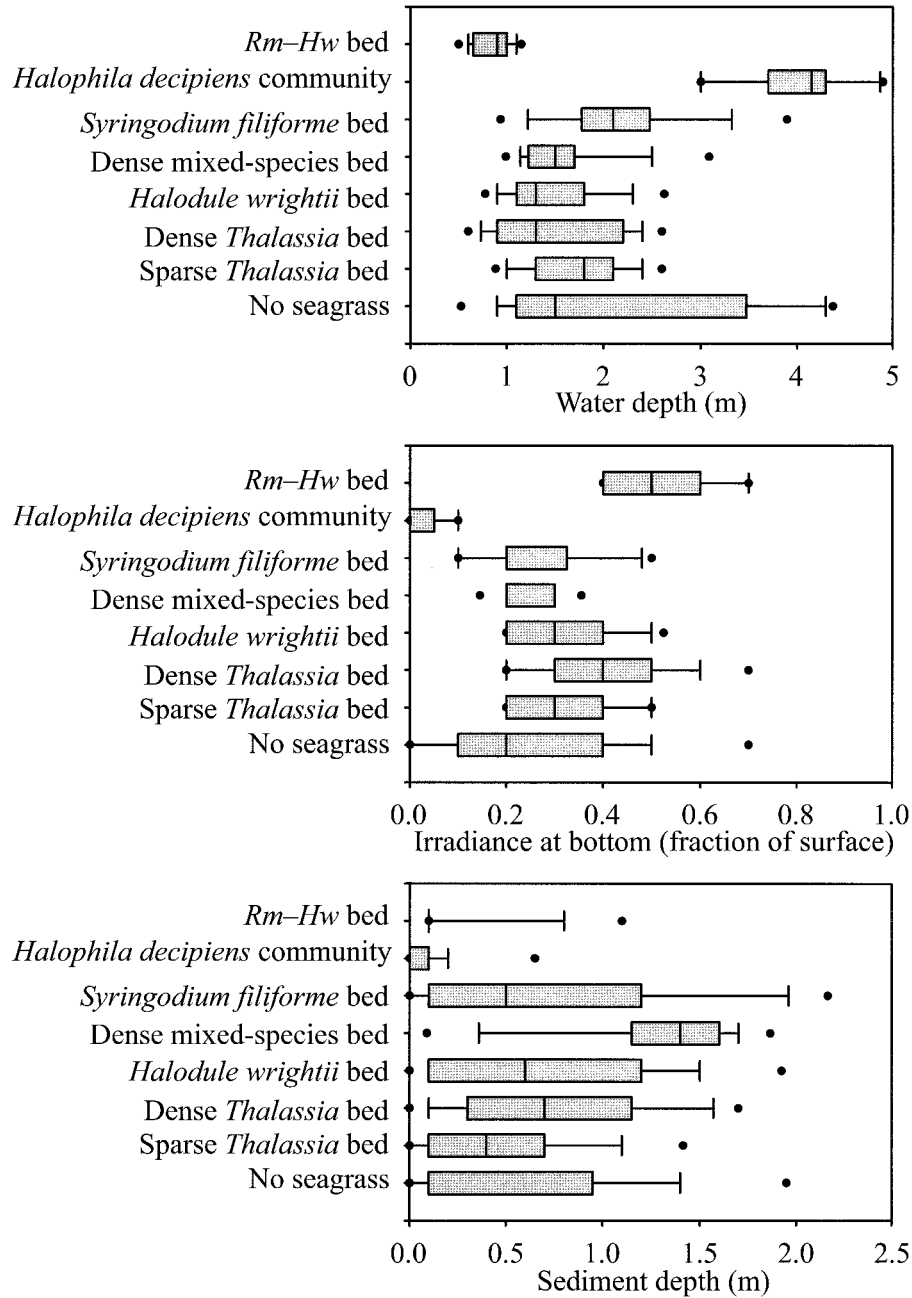 Rm–Hw bed
Halophila decipiens community
Syringodium filiforme bed
Dense mixed-species bed
Halodule wrightii bed
Dense Thalassia bed
Sparse Thalassia bed
No seagrass
0 1 2 3 4 5
Water depth (m)
Rm–Hw bed
Halophila decipiens community
Syringodium filiforme bed
Dense mixed-species bed
Halodule wrightii bed
Dense Thalassia bed
Sparse Thalassia bed
No seagrass
0.0 0.2 0.4 0.6 0.8 1.0
Irradiance at bottom (fraction of surface)
Rm–Hw bed
Halophila decipiens community
Syringodium filiforme bed
Dense mixed-species bed
Halodule wrightii bed
Dense Thalassia bed
Sparse Thalassia bed
No seagrass
0.0 0.5 1.0 1.5 2.0 2.5
Sediment depth (m)